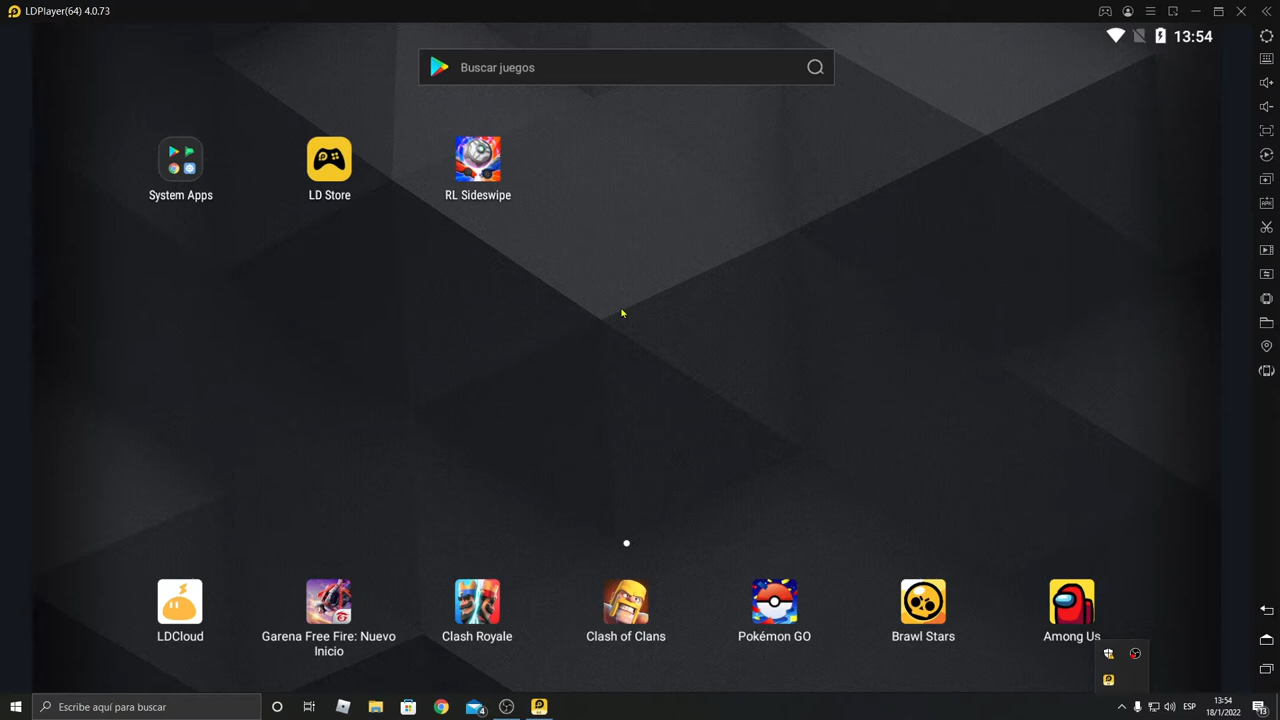 LDPlayer(64) 4.0.73
13:54
Buscar juegos
System Apps
LD Store
RL Sideswipe
LDCloud
Garena Free Fire: Nuevo
Inicio
Clash Royale
Clash of Clans
Pokémon GO
Brawl Stars
Among Us
Escribe aquí para buscar
4
ESP
13:54
18/1/2022
13